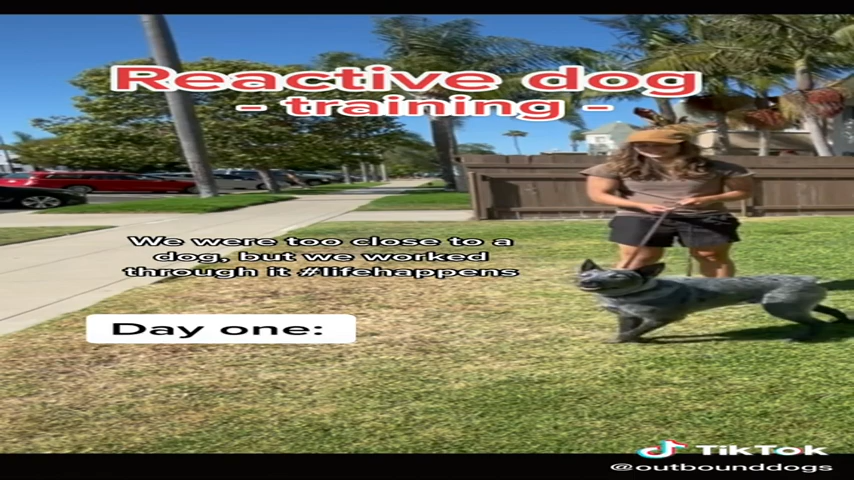 Reactive dog
- training -
We were too close to a
dog, but we worked
through it #lifehappens
Day one:
TikTok
@outbounddogs